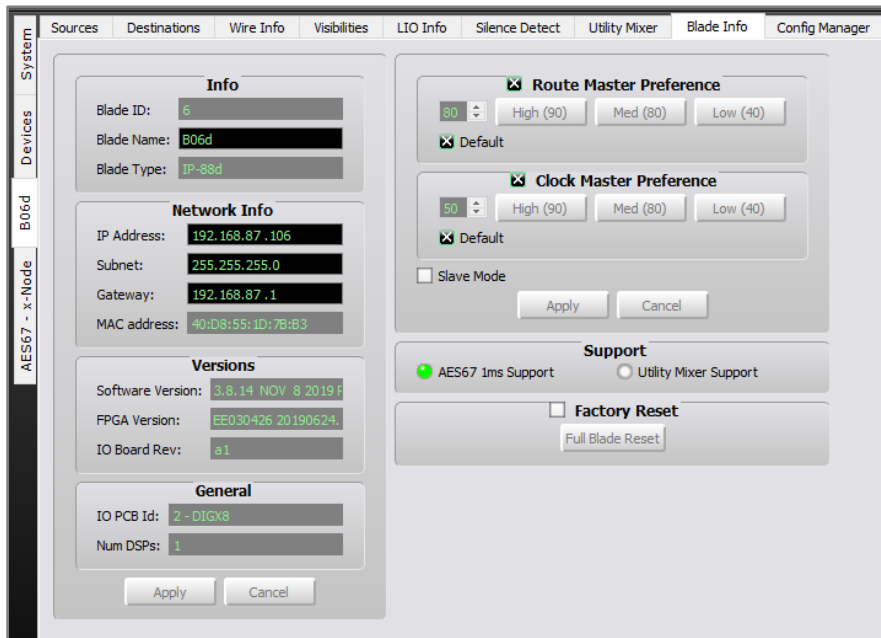 Sources Destinations Wire Info Visibilities LIO Info Silence Detect Utility Mixer Blade Info Config Manager
System
Devices
B06d
AES67 - x-Node
Info
Blade ID: 6
Blade Name: B06d
Blade Type: IP-88d
Network Info
IP Address: 192.168.87.106
Subnet: 255.255.255.0
Gateway: 192.168.87.1
MAC address: 40:D8:55:1D:7B:B3
Versions
Software Version: 3.8.14 NOV 8 2019
FPGA Version: EE030426 20190624.
IO Board Rev: a1
General
IO PCB Id: 2 - DIGX8
Num DSPs: 1
Apply Cancel
Route Master Preference
80 High (90) Med (80) Low (40)
Default
Clock Master Preference
50 High (90) Med (80) Low (40)
Default
Slave Mode
Apply Cancel
Support
AES67 1ms Support Utility Mixer Support
Factory Reset
Full Blade Reset